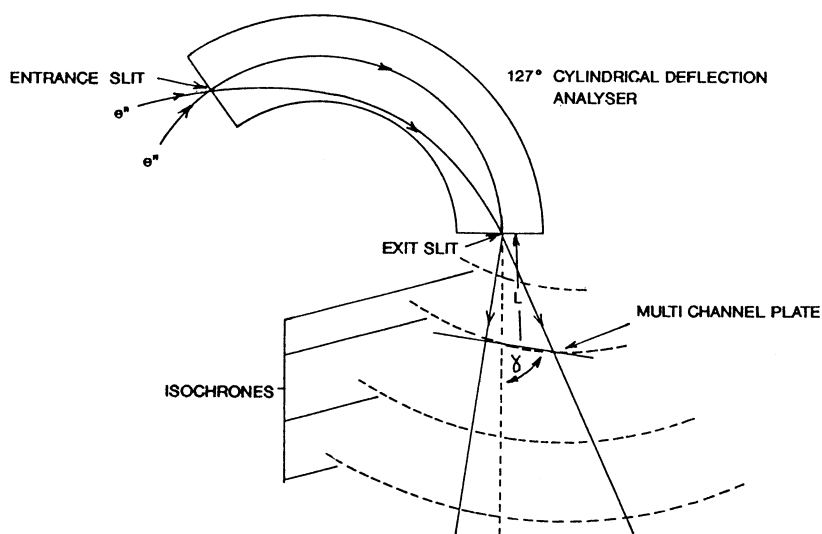 ENTRANCE SLIT
127° CYLINDRICAL DEFLECTION
ANALYSER
e"
e"
EXIT SLIT
L
MULTI CHANNEL PLATE
γ
ISOCHRONES